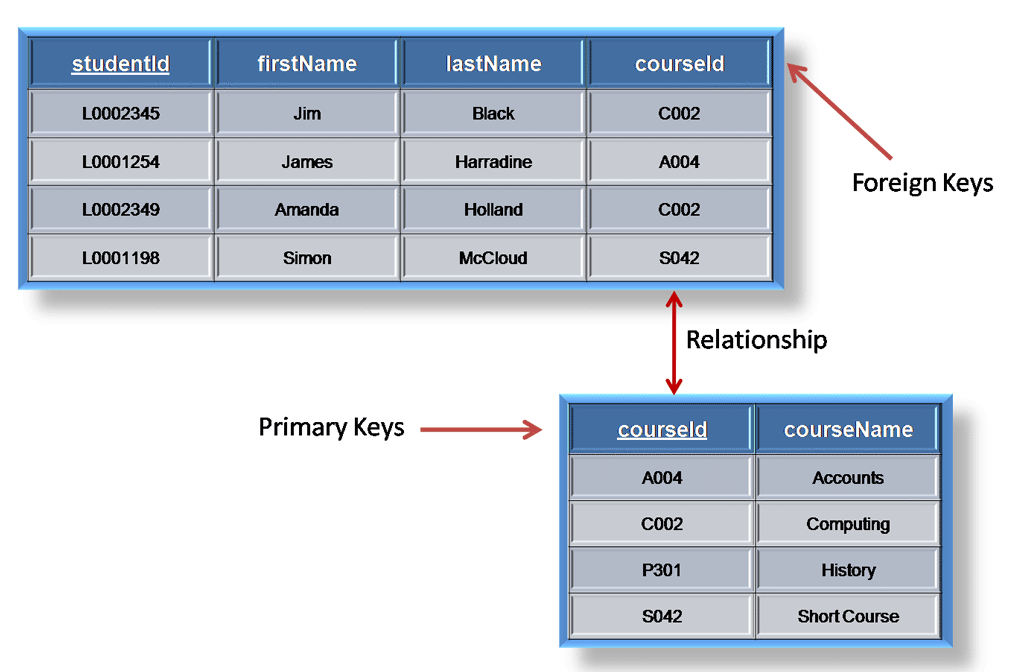 studentId firstName lastName courseId
L0002345 Jim Black C002
L0001254 James Harradine A004
L0002349 Amanda Holland C002
L0001198 Simon McCloud S042
Foreign Keys
Relationship
Primary Keys
courseId courseName
A004 Accounts
C002 Computing
P301 History
S042 Short Course